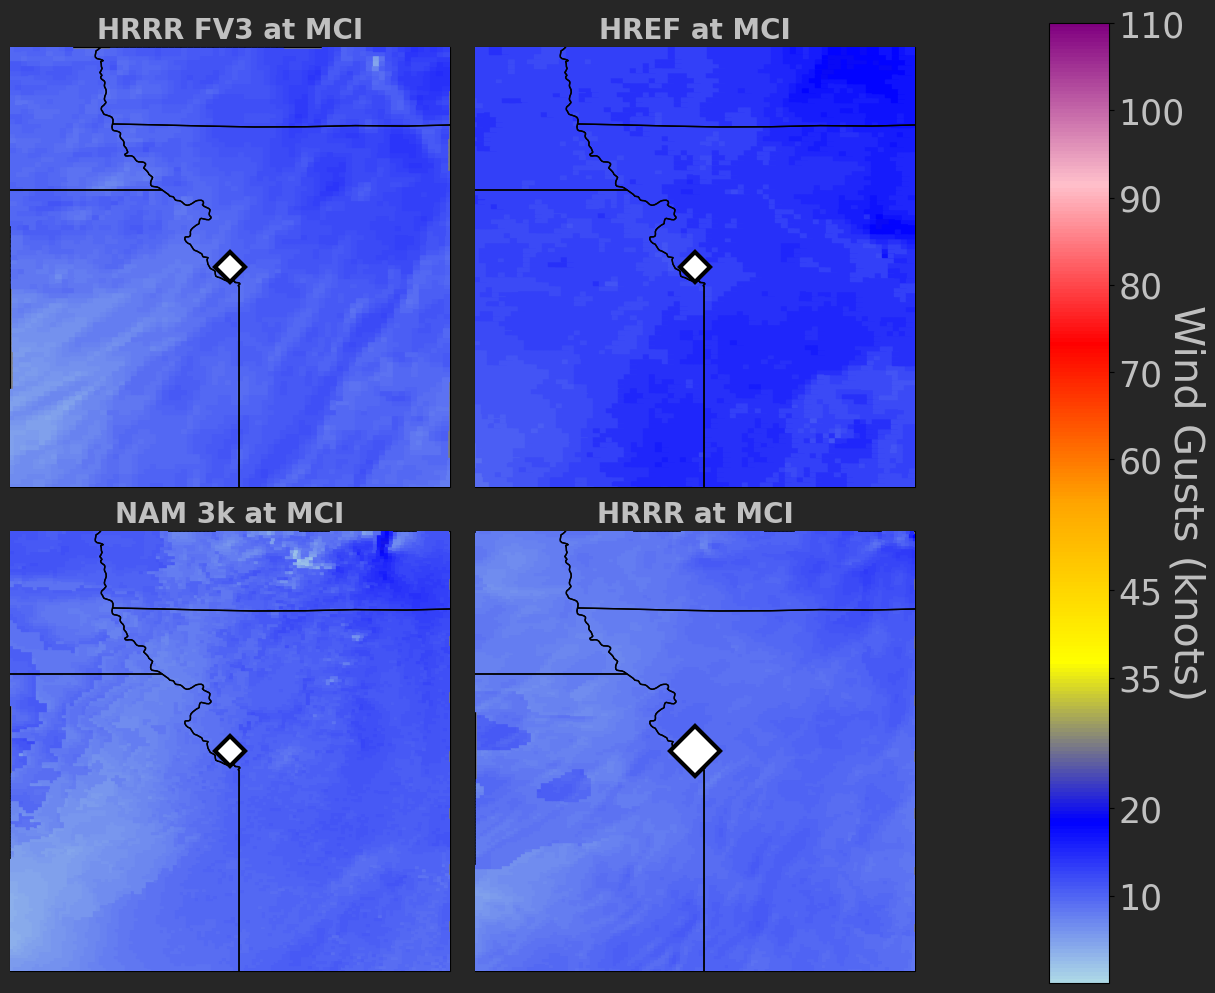 HRRR FV3 at MCI
HREF at MCI
NAM 3k at MCI
HRRR at MCI
110
100
90
80
70
60
45
35
20
10
Wind Gusts (knots)